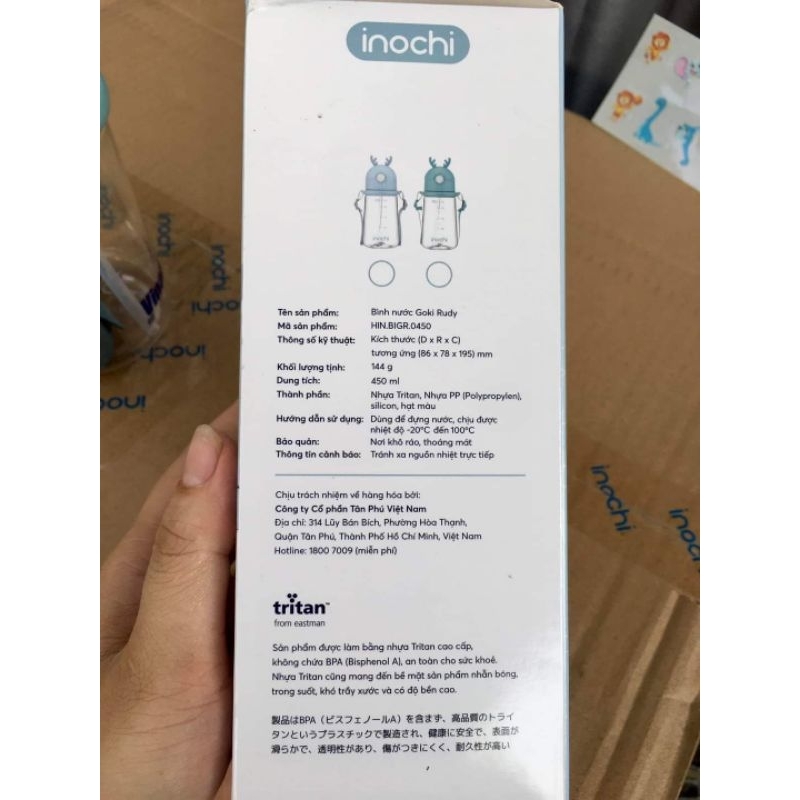 inochi
Tên sản phẩm: Bình nước Goki Rudy
Mã sản phẩm: HIN.BIGR.0450
Thông số kỹ thuật: Kích thước (D x R x C)
tương ứng (86 x 78 x 195) mm
Khối lượng tịnh: 144 g
Dung tích: 450 ml
Thành phần: Nhựa Tritan, Nhựa PP (Polypropylen),
silicon, hạt màu
Hướng dẫn sử dụng: Dùng để đựng nước, chịu được
nhiệt độ -20°C đến 100°C
Bảo quản: Nơi khô ráo, thoáng mát
Thông tin cảnh báo: Tránh xa nguồn nhiệt trực tiếp
Chịu trách nhiệm về hàng hóa bởi:
Công ty Cổ phần Tân Phú Việt Nam
Địa chỉ: 314 Lũy Bán Bích, Phường Hòa Thạnh,
Quận Tân Phú, Thành Phố Hồ Chí Minh, Việt Nam
Hotline: 1800 7009 (miễn phí)
tritan™
from eastman
Sản phẩm được làm bằng nhựa Tritan cao cấp,
không chứa BPA (Bisphenol A), an toàn cho sức khoẻ.
Nhựa Tritan cũng mang đến bề mặt sản phẩm nhẵn bóng,
trong suốt, khó trầy xước và có độ bền cao.
製品はBPA（ビスフェノールA）を含まず、高品質のトライ
タンというプラスチックで製造され、健康に安全で、表面が
滑らかで、透明性があり、傷がつきにくく、耐久性が高い
inochi
inochi
inochi
inochi
inochi
inochi